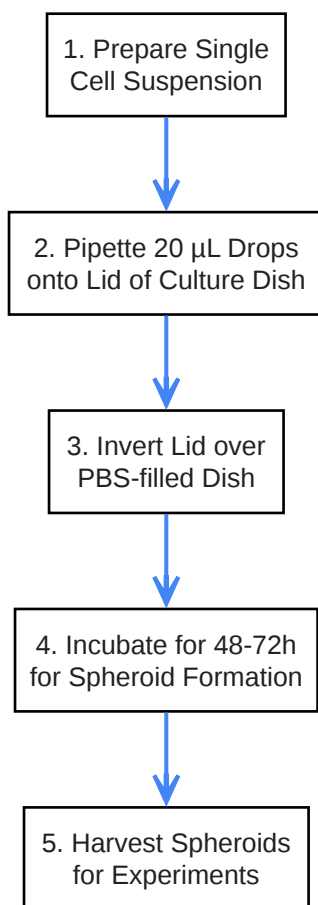 1. Prepare Single
Cell Suspension
2. Pipette 20 µL Drops
onto Lid of Culture Dish
3. Invert Lid over
PBS-filled Dish
4. Incubate for 48-72h
for Spheroid Formation
5. Harvest Spheroids
for Experiments